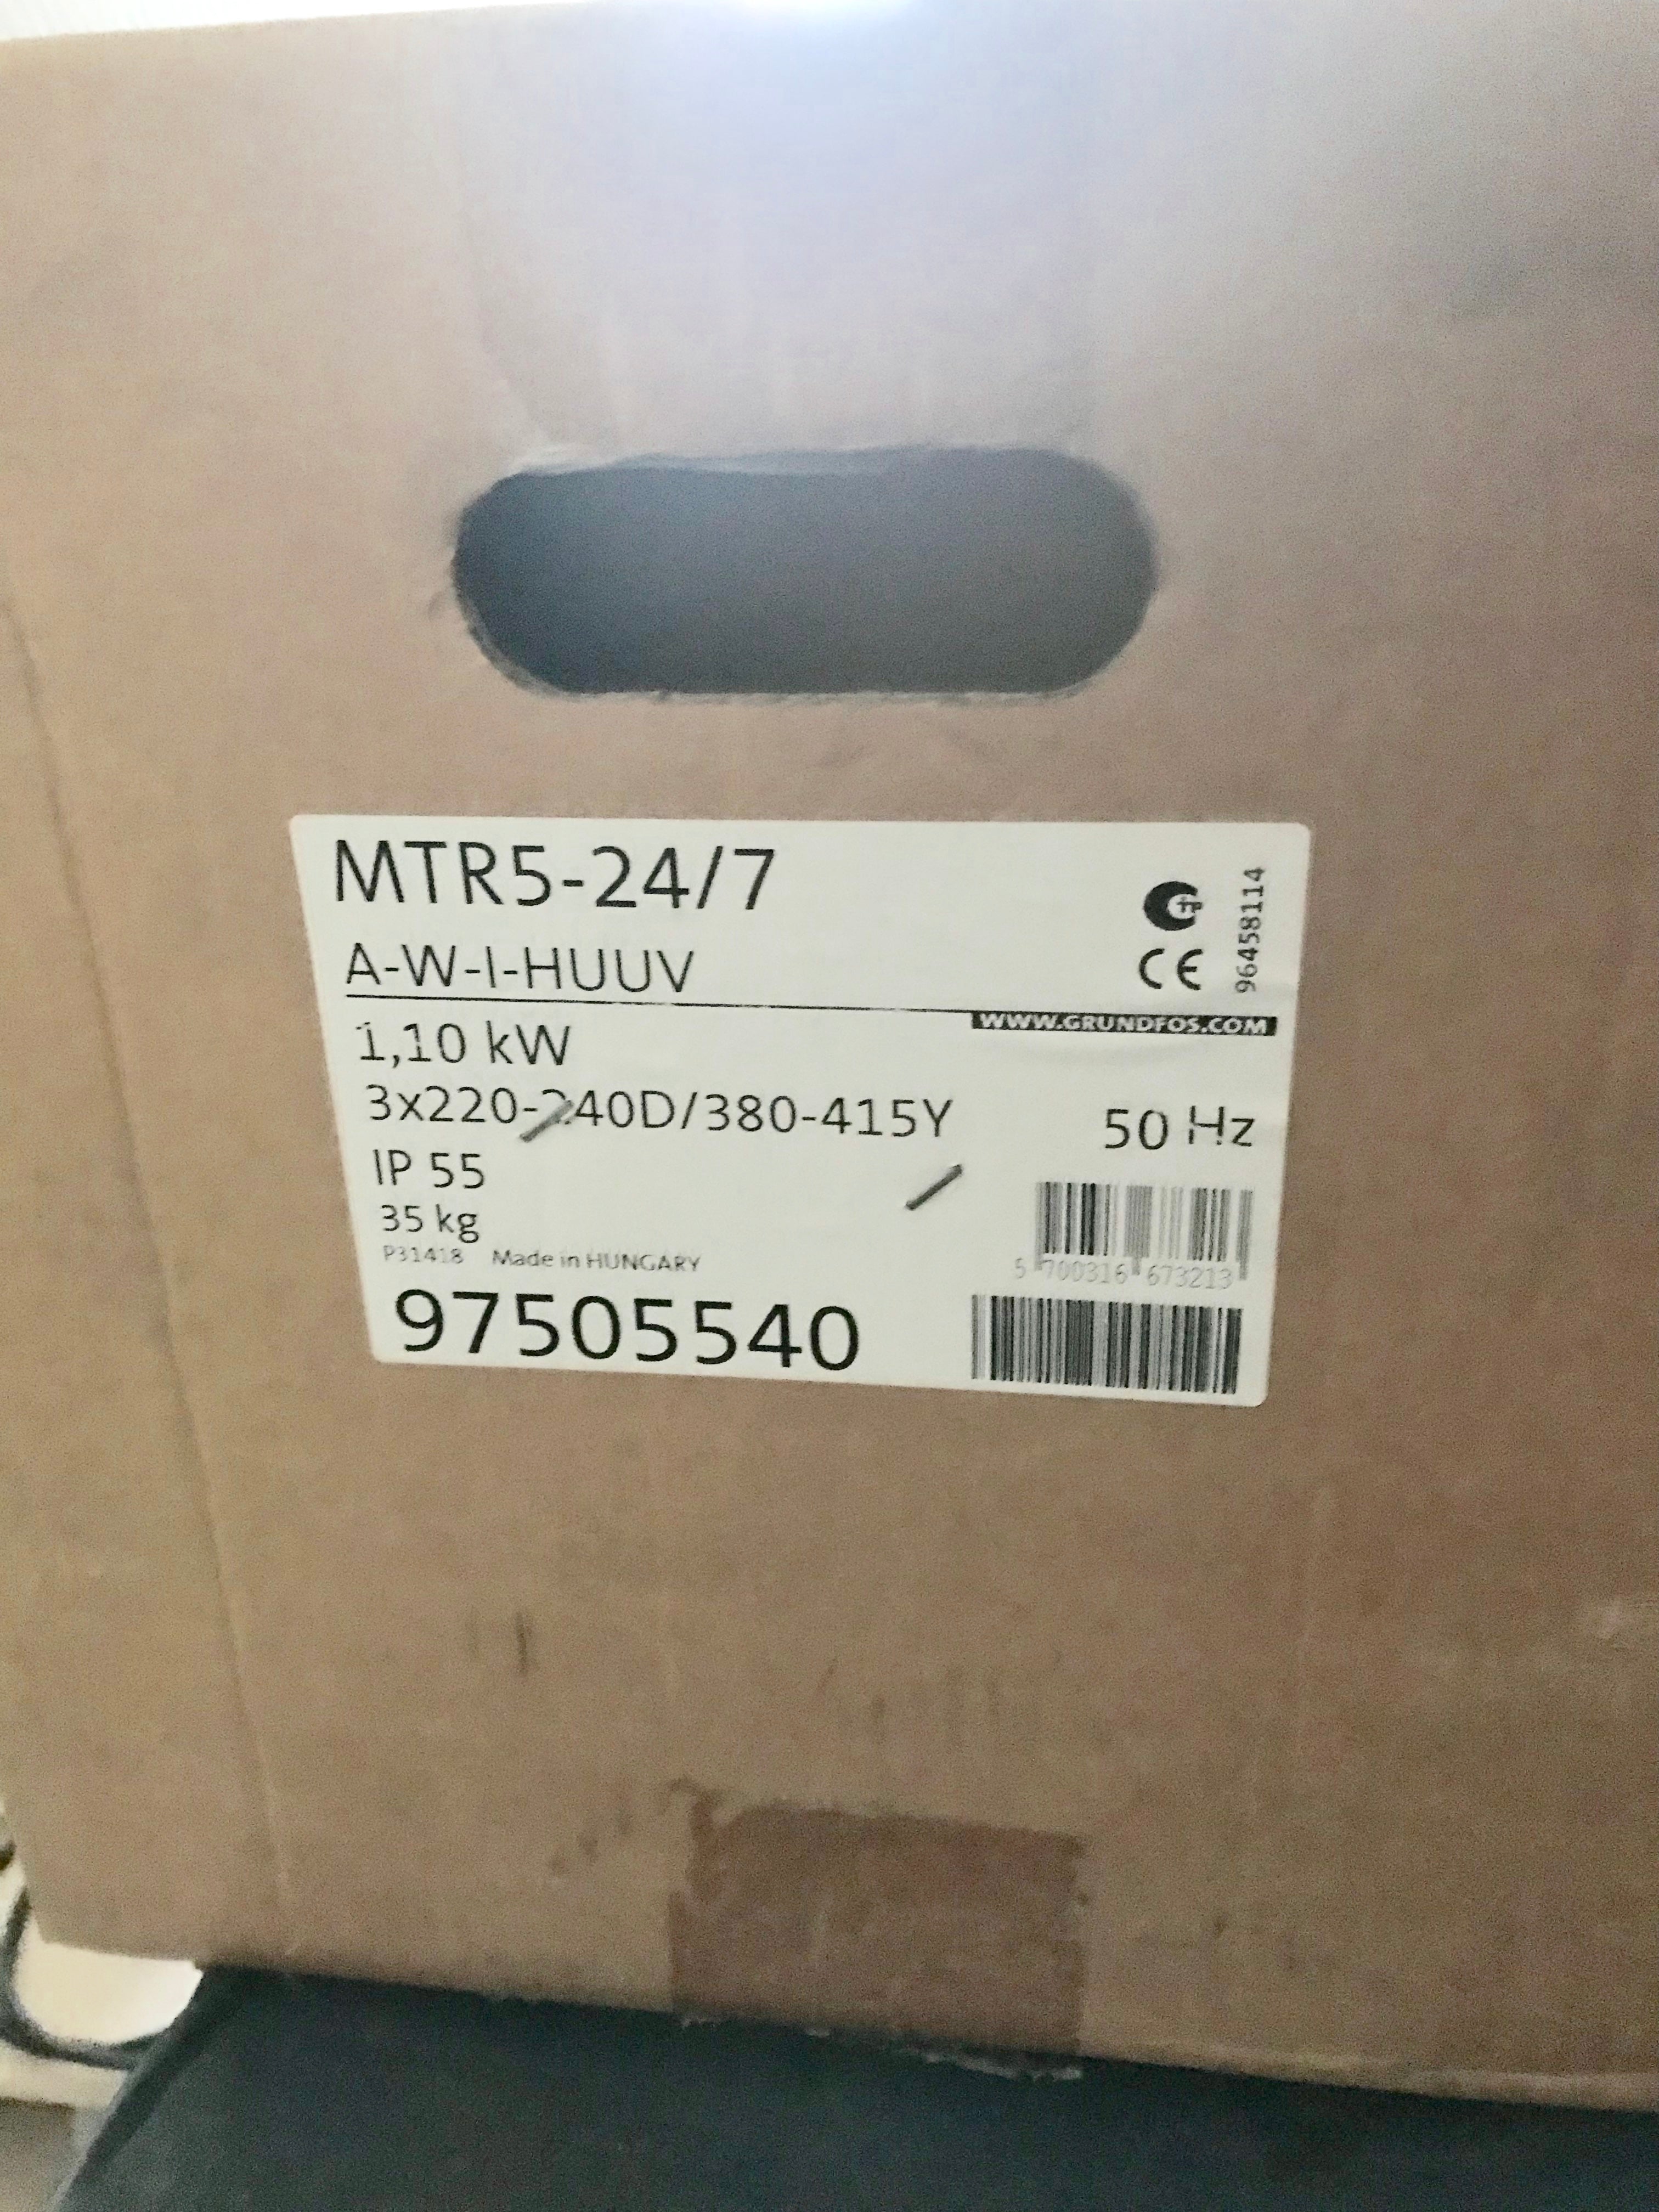 MTR5-24/7
A-W-I-HUUV
CE
96458114
WWW.GRUNDFOS.COM
1,10 kW
3x220-240D/380-415Y
50 Hz
IP 55
35 kg
P31418 Made in HUNGARY
5 700316 673213
97505540